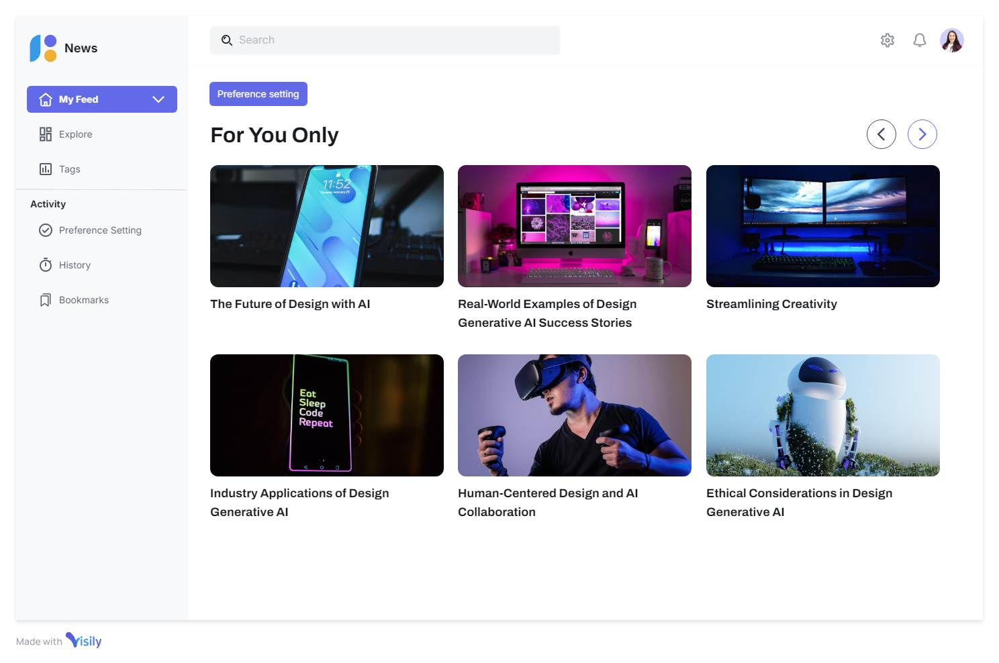 News
Search
My Feed
Explore
Tags
Activity
Preference Setting
History
Bookmarks
Preference setting
For You Only
11:52
The Future of Design with AI
Real-World Examples of Design
Generative AI Success Stories
Streamlining Creativity
Eat
Sleep
Code
Repeat
Industry Applications of Design
Generative AI
Human-Centered Design and AI
Collaboration
Ethical Considerations in Design
Generative AI
Made with Visily